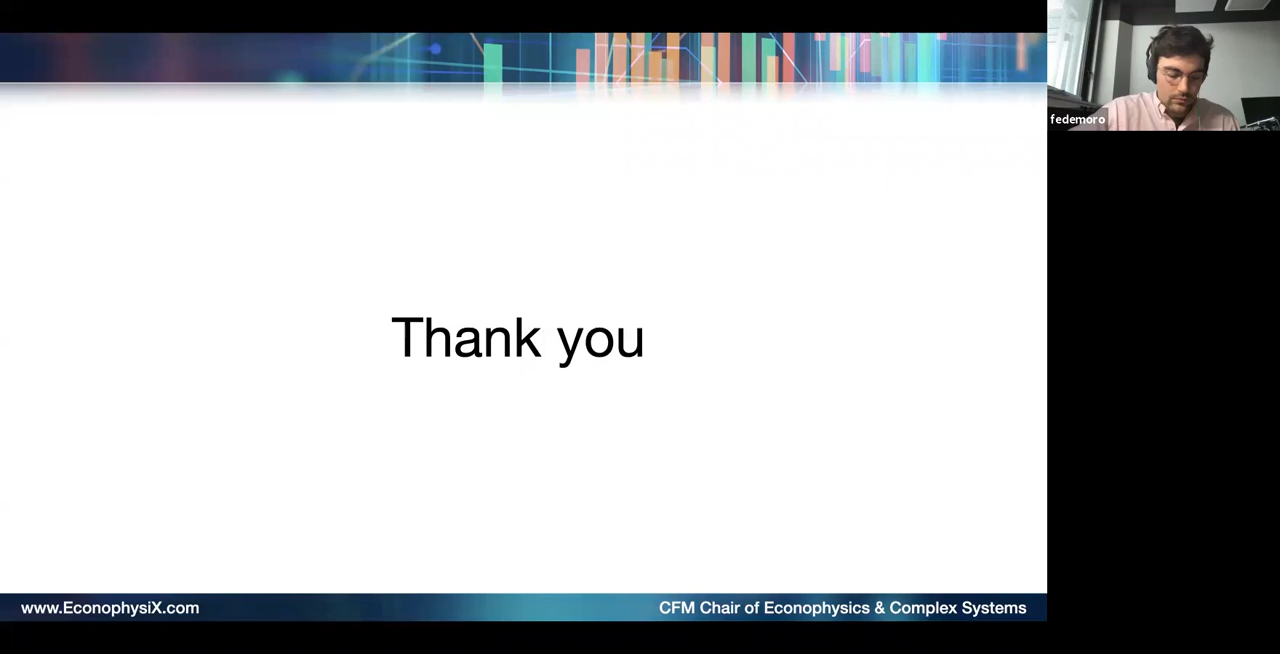 fedemoro
Thank you
www.EconophysiX.com
CFM Chair of Econophysics & Complex Systems